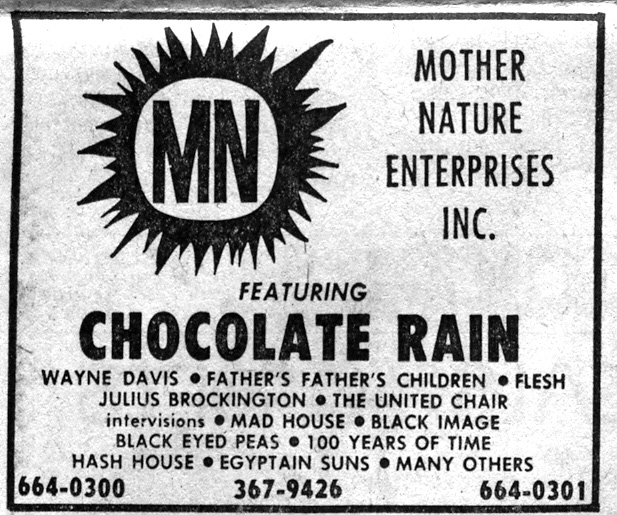 MN
MOTHER
NATURE
ENTERPRISES
INC.
FEATURING
CHOCOLATE RAIN
WAYNE DAVIS ● FATHER'S FATHER'S CHILDREN ● FLESH
JULIUS BROCKINGTON ● THE UNITED CHAIR
intervisions ● MAD HOUSE ● BLACK IMAGE
BLACK EYED PEAS ● 100 YEARS OF TIME
HASH HOUSE ● EGYPTAIN SUNS ● MANY OTHERS
664-0300 367-9426 664-0301